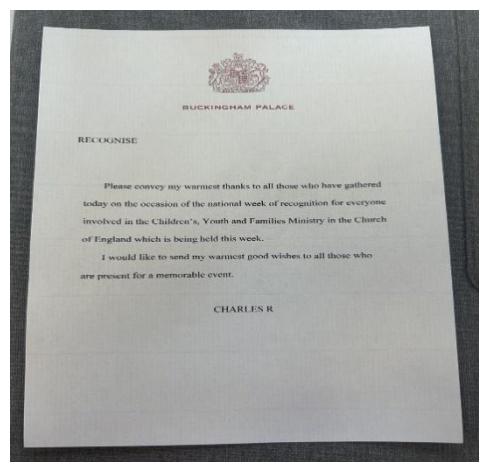 BUCKINGHAM PALACE
RECOGNISE
Please convey my warmest thanks to all those who have gathered
today on the occasion of the national week of recognition for everyone
involved in the Children's, Youth and Families Ministry in the Church
of England which is being held this week.
I would like to send my warmest good wishes to all those who
are present for a memorable event.
CHARLES R